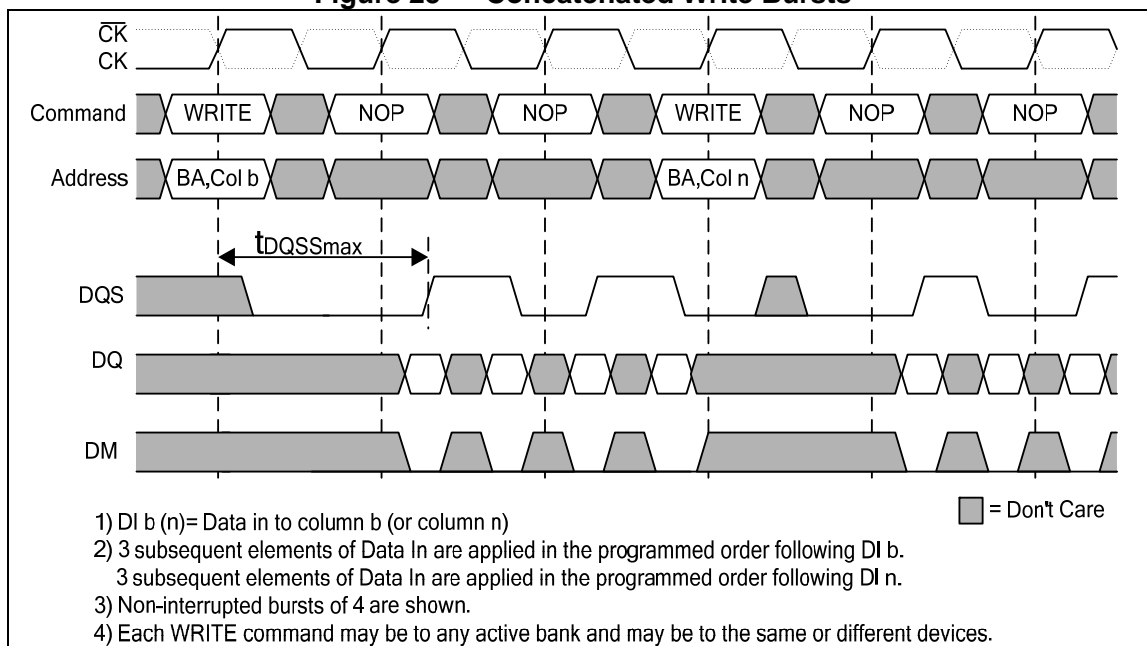 Figure 29 — Concatenated Write Bursts
CK
CK
Command WRITE NOP NOP WRITE NOP NOP
Address BA,Col b BA,Col n
tDQSSmax
DQS
DQ
DM
= Don't Care
1) DI b (n)= Data in to column b (or column n)
2) 3 subsequent elements of Data In are applied in the programmed order following DI b.
3 subsequent elements of Data In are applied in the programmed order following DI n.
3) Non-interrupted bursts of 4 are shown.
4) Each WRITE command may be to any active bank and may be to the same or different devices.